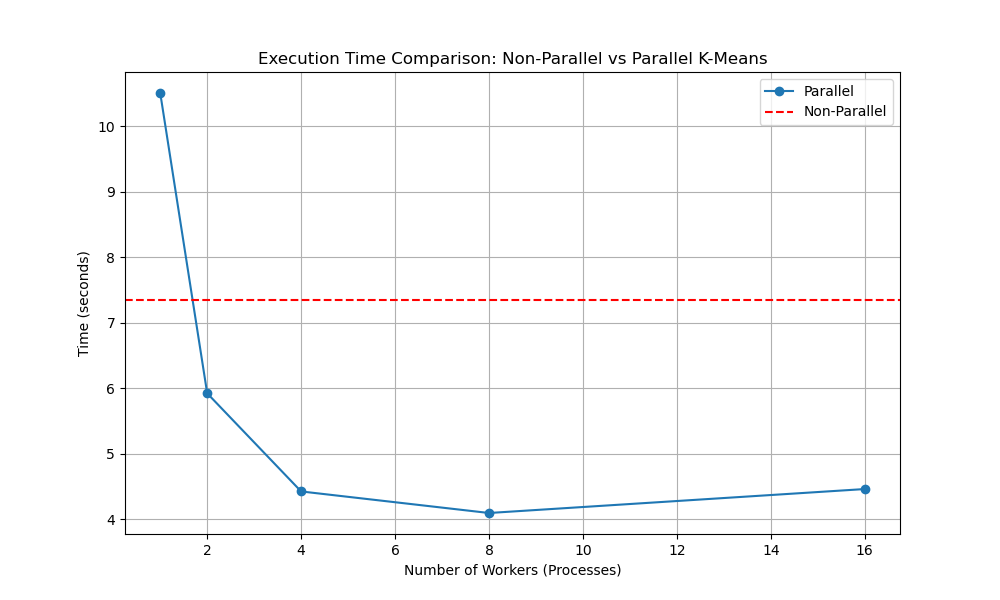 Execution Time Comparison: Non-Parallel vs Parallel K-Means
Parallel
Non-Parallel
Time (seconds)
10
9
8
7
6
5
4
2 4 6 8 10 12 14 16
Number of Workers (Processes)